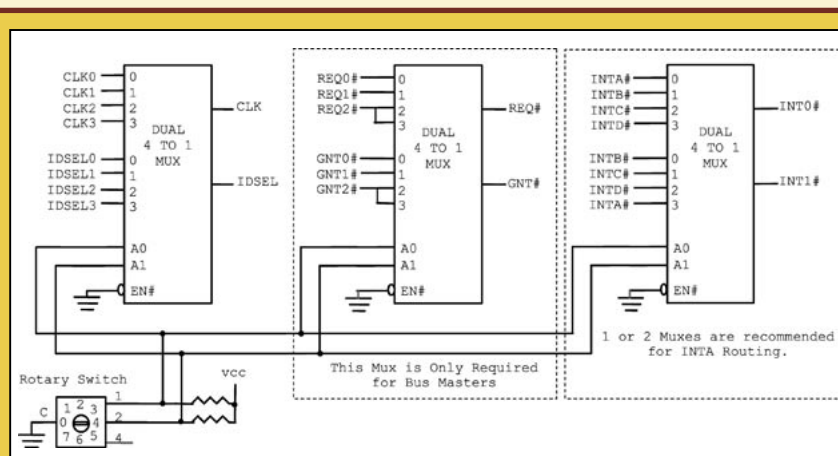 CLK0 0
CLK1 1
CLK2 2
CLK3 3
CLK
DUAL
4 TO 1
MUX
IDSEL0 0
IDSEL1 1
IDSEL2 2
IDSEL3 3
IDSEL
A0
A1
EN#
REQ0# 0
REQ1# 1
REQ2# 2
3
REQ#
DUAL
4 TO 1
MUX
GNT0# 0
GNT1# 1
GNT2# 2
3
GNT#
A0
A1
EN#
This Mux is Only Required
for Bus Masters
INTA# 0
INTB# 1
INTC# 2
INTD# 3
INT0#
DUAL
4 TO 1
MUX
INTB# 0
INTC# 1
INTD# 2
INTA# 3
INT1#
A0
A1
EN#
1 or 2 Muxes are recommended
for INTA Routing.
Rotary Switch
vcc
C
1 2 3
0 4
7 6 5
1
2
4